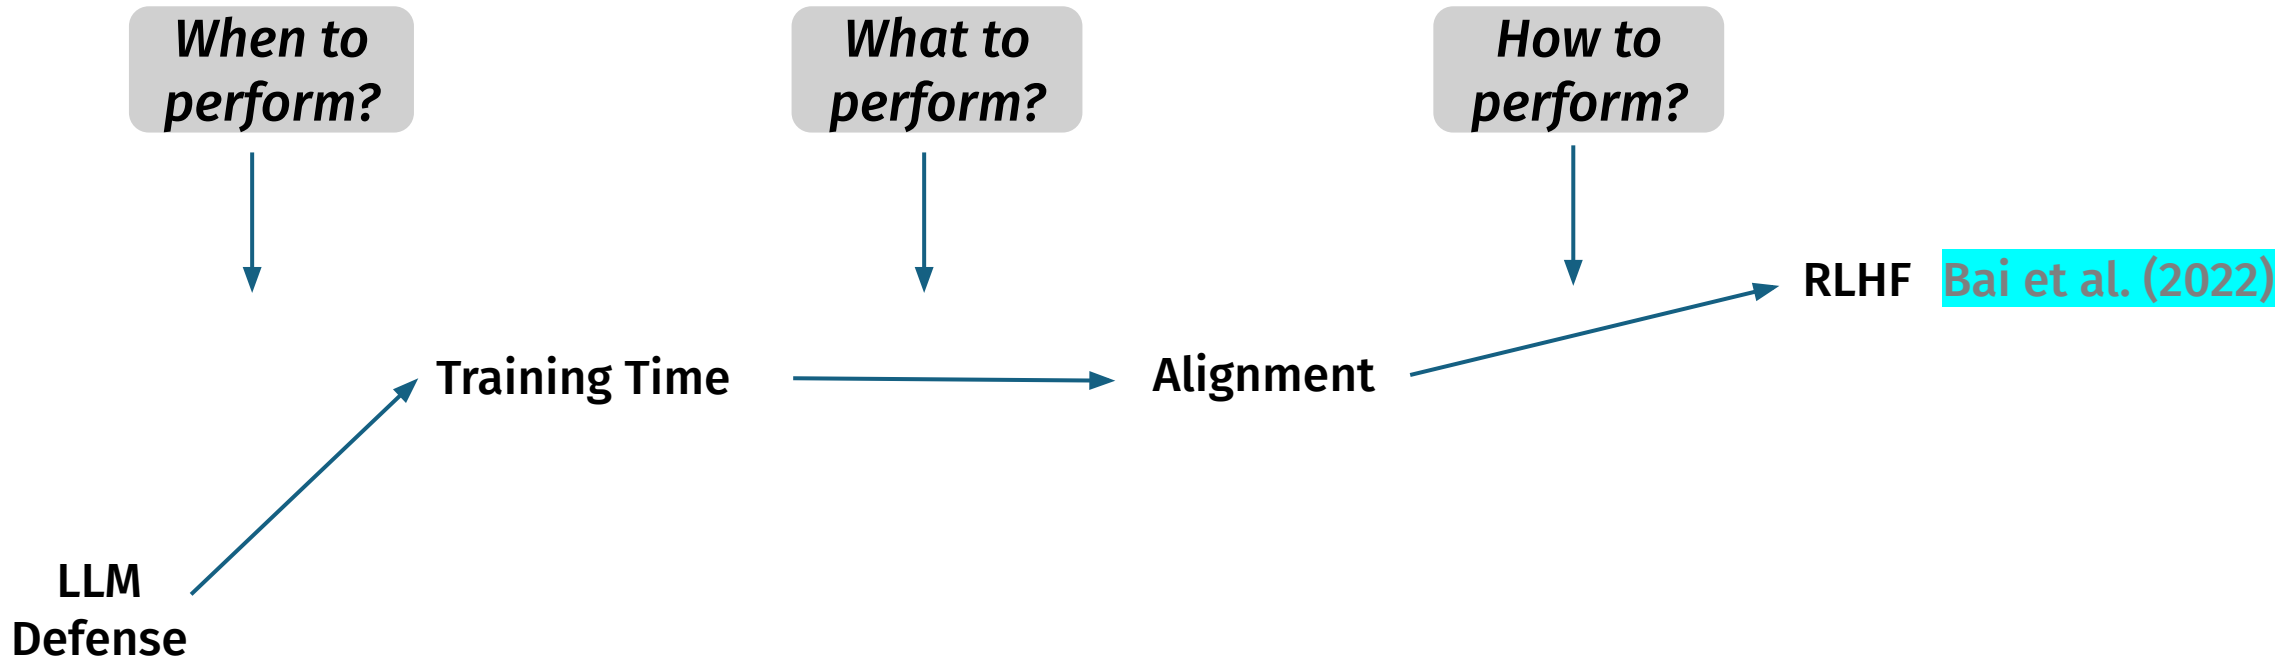 When to
perform?
What to
perform?
How to
perform?
RLHF Bai et al. (2022)
Training Time
Alignment
LLM
Defense